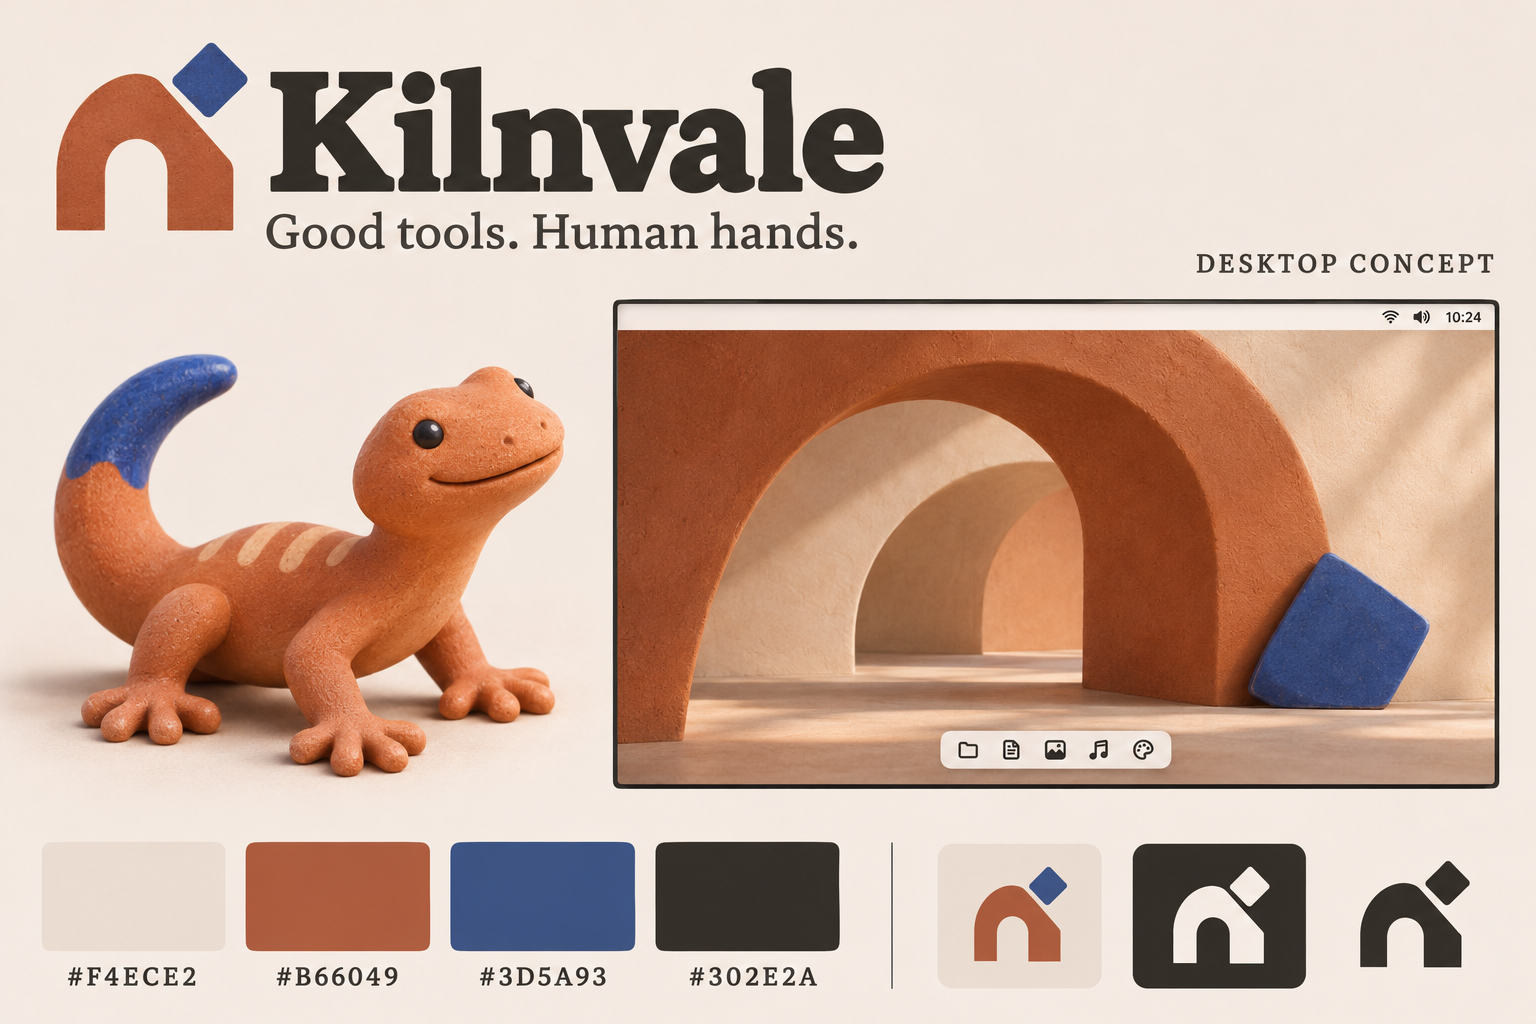 Kilnvale
Good tools. Human hands.
DESKTOP CONCEPT
10:24
#F4ECE2
#B66049
#3D5A93
#302E2A